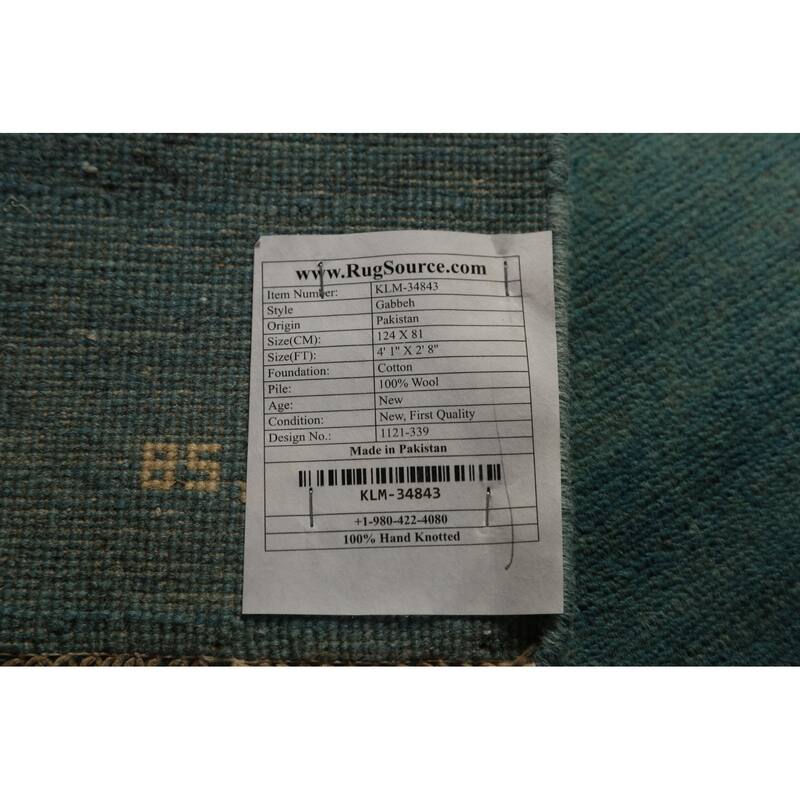 www.RugSource.com
Item Number: KLM-34843
Style Gabbeh
Origin Pakistan
Size(CM): 124 X 81
Size(FT): 4' 1" X 2' 8"
Foundation: Cotton
Pile: 100% Wool
Age: New
Condition: New, First Quality
Design No.: 1121-339
Made in Pakistan
85
KLM-34843
+1-980-422-4080
100% Hand Knotted